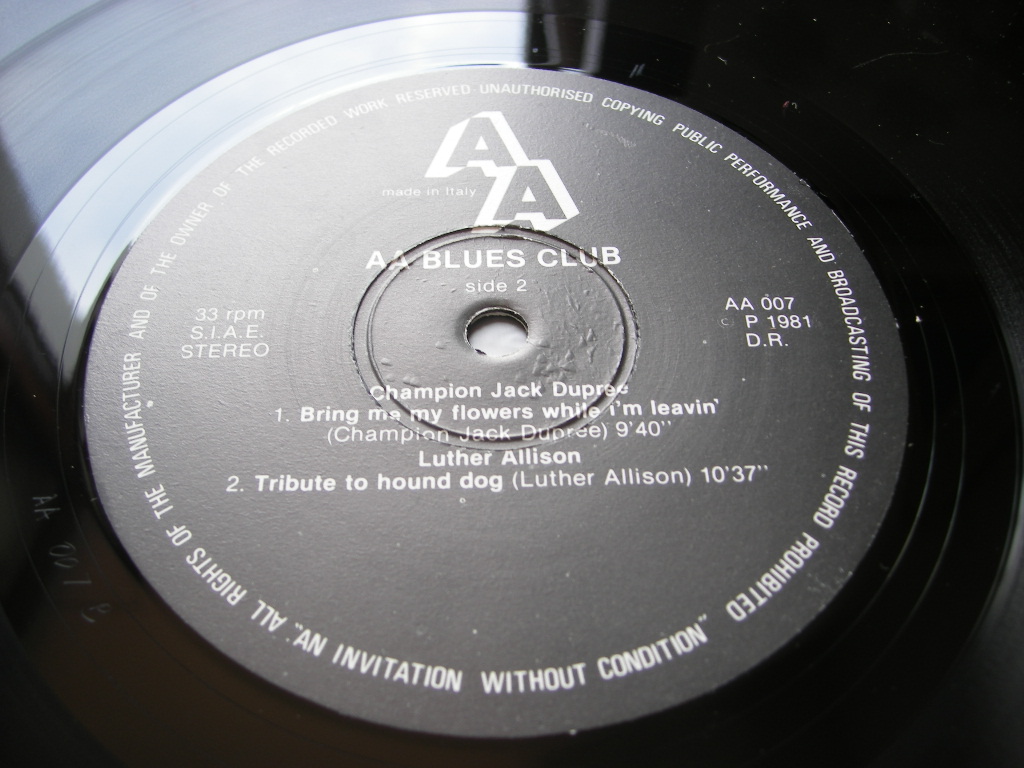 AA
made in Italy
AA BLUES CLUB
side 2
33 rpm
S.I.A.E.
STEREO
AA 007
P 1981
D.R.
Champion Jack Dupree
1. Bring me my flowers while i'm leavin'
(Champion Jack Dupree) 9'40''
Luther Allison
2. Tribute to hound dog (Luther Allison) 10'37''
ALL RIGHTS OF THE MANUFACTURER AND OF THE OWNER OF THE RECORDED WORK RESERVED UNAUTHORISED COPYING PUBLIC PERFORMANCE AND BROADCASTING OF THIS RECORD PROHIBITED
"AN INVITATION WITHOUT CONDITION"
AA 007 B